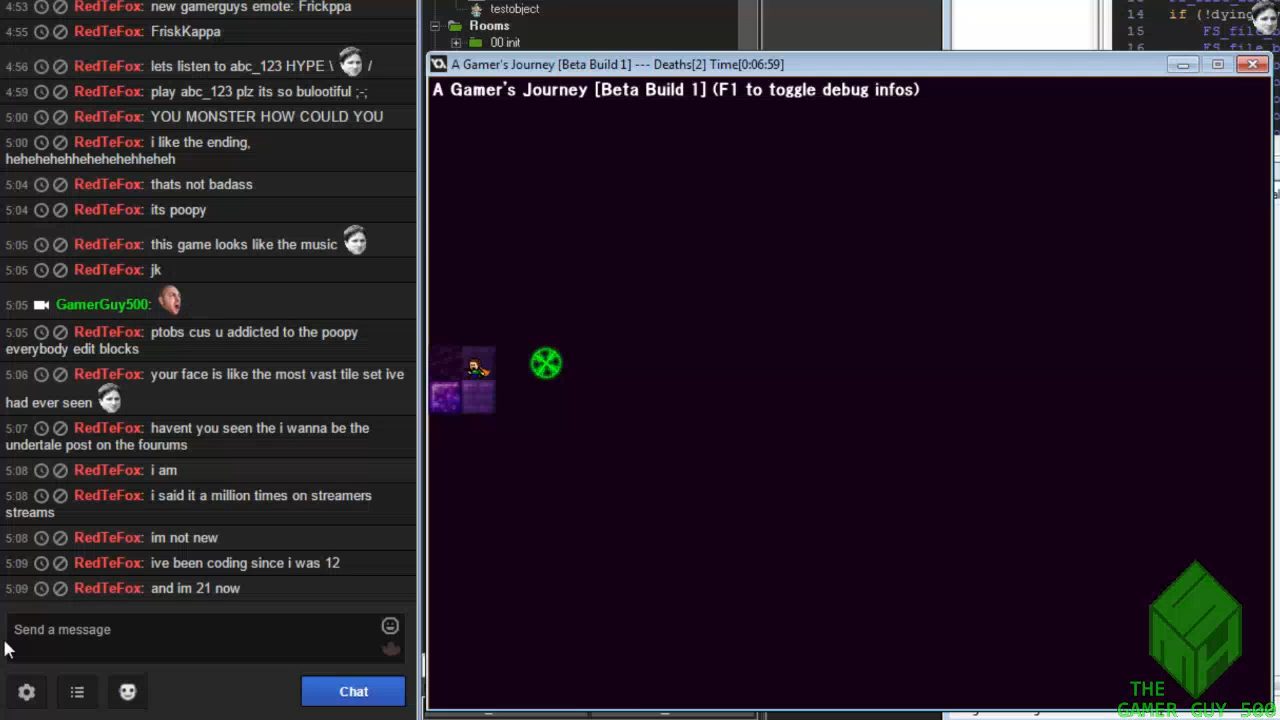 4:53 RedTeFox: new gamerguys emote: Frickppa
4:55 RedTeFox: FriskKappa
4:56 RedTeFox: lets listen to abc_123 HYPE \ /
4:59 RedTeFox: play abc_123 plz its so bulootiful ;-;
5:00 RedTeFox: YOU MONSTER HOW COULD YOU
5:00 RedTeFox: i like the ending,
hehehehehhehehehehheheh
5:04 RedTeFox: thats not badass
5:04 RedTeFox: its poopy
5:05 RedTeFox: this game looks like the music
5:05 RedTeFox: jk
5:05 GamerGuy500:
5:05 RedTeFox: ptobs cus u addicted to the poopy
everybody edit blocks
5:06 RedTeFox: your face is like the most vast tile set ive
had ever seen
5:07 RedTeFox: havent you seen the i wanna be the
undertale post on the fourums
5:08 RedTeFox: i am
5:08 RedTeFox: i said it a million times on streamers
streams
5:08 RedTeFox: im not new
5:09 RedTeFox: ive been coding since i was 12
5:09 RedTeFox: and im 21 now
Send a message
Chat
testobject
Rooms
00 init
14 if (!dying
15 FS_file_b
16 FS_file_b
A Gamer's Journey [Beta Build 1] --- Deaths[2] Time[0:06:59]
A Gamer's Journey [Beta Build 1] (F1 to toggle debug infos)
THE
GAMER GUY 500